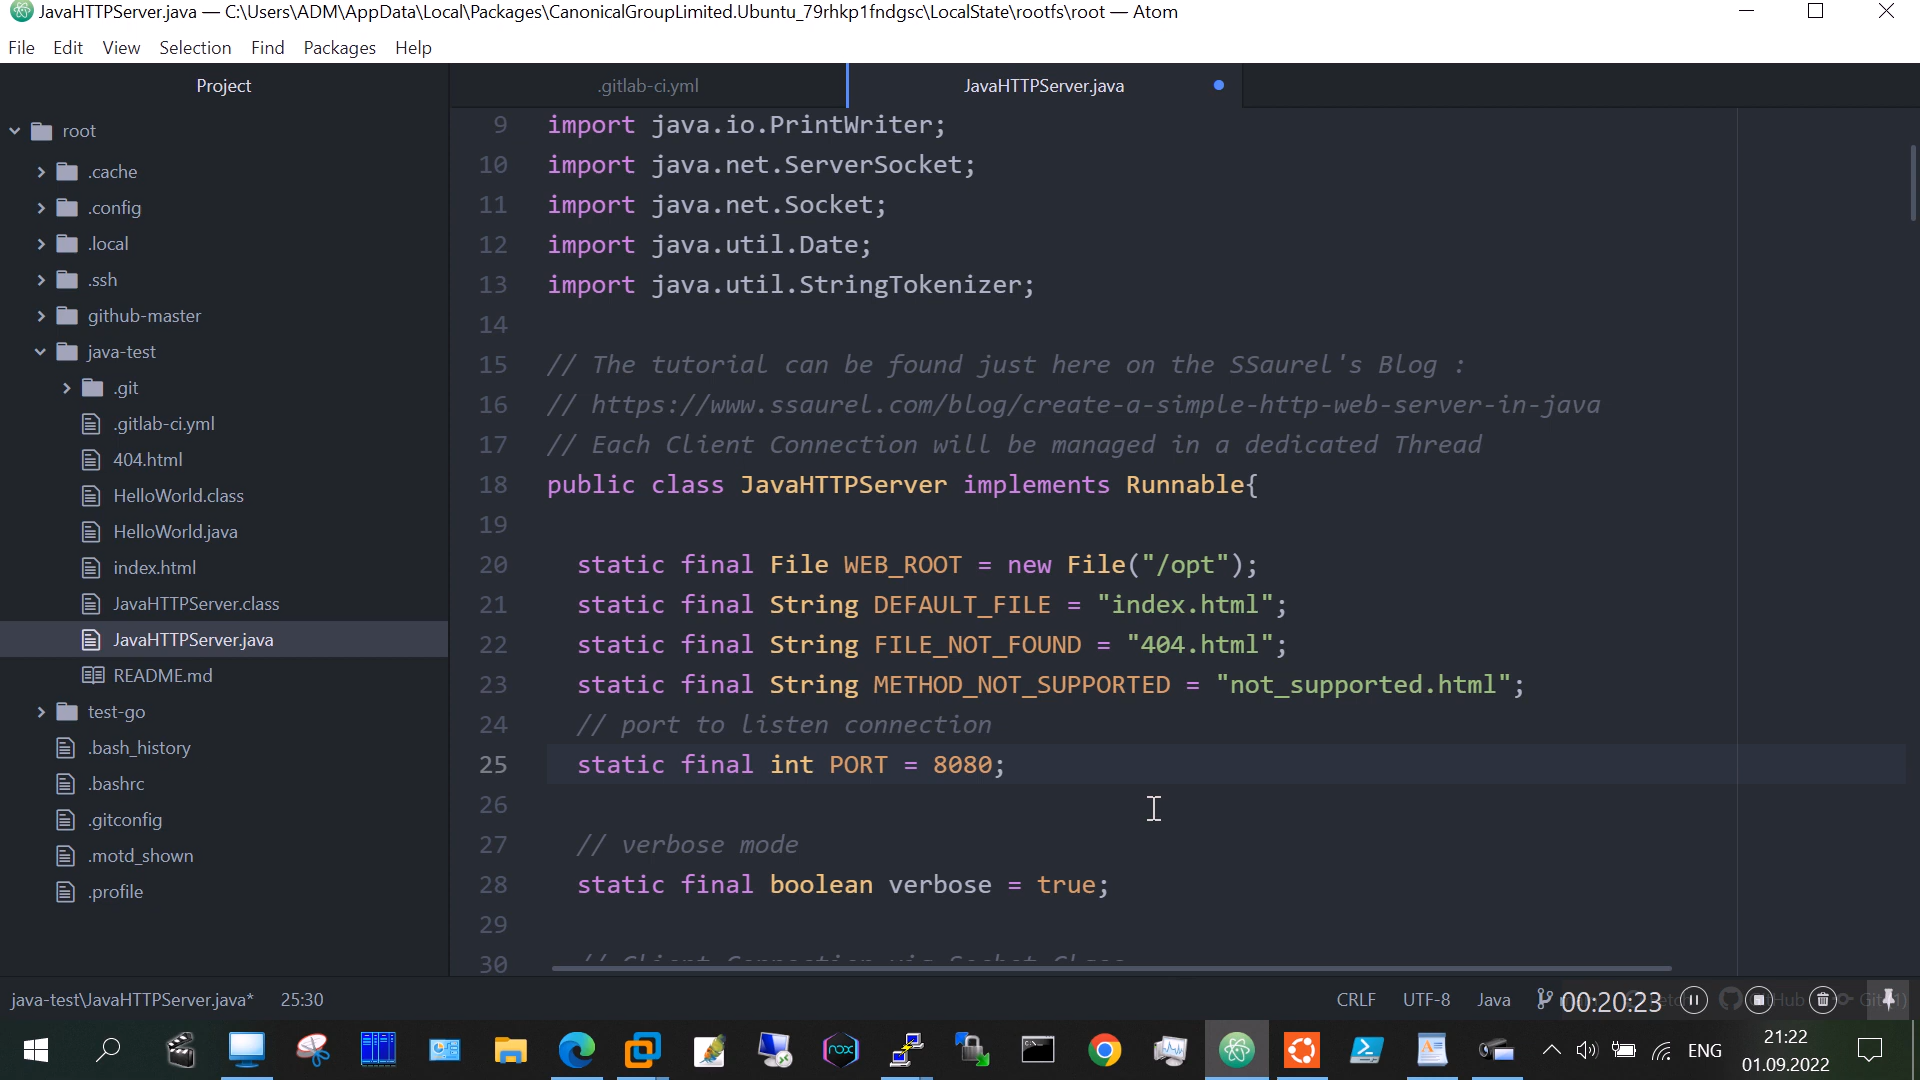 JavaHTTPServer.java — C:\Users\ADM\AppData\Local\Packages\CanonicalGroupLimited.Ubuntu_79rhkp1fndgsc\LocalState\rootfs\root — Atom
File Edit View Selection Find Packages Help
Project
.gitlab-ci.yml
JavaHTTPServer.java
root
.cache
.config
.local
.ssh
github-master
java-test
.git
.gitlab-ci.yml
404.html
HelloWorld.class
HelloWorld.java
index.html
JavaHTTPServer.class
JavaHTTPServer.java
README.md
test-go
.bash_history
.bashrc
.gitconfig
.motd_shown
.profile
9 import java.io.PrintWriter;
10 import java.net.ServerSocket;
11 import java.net.Socket;
12 import java.util.Date;
13 import java.util.StringTokenizer;
14
15 // The tutorial can be found just here on the SSaurel's Blog :
16 // https://www.ssaurel.com/blog/create-a-simple-http-web-server-in-java
17 // Each Client Connection will be managed in a dedicated Thread
18 public class JavaHTTPServer implements Runnable{
19
20 static final File WEB_ROOT = new File("/opt");
21 static final String DEFAULT_FILE = "index.html";
22 static final String FILE_NOT_FOUND = "404.html";
23 static final String METHOD_NOT_SUPPORTED = "not_supported.html";
24 // port to listen connection
25 static final int PORT = 8080;
26
27 // verbose mode
28 static final boolean verbose = true;
29
30 // Client Connection via Socket Class
java-test\JavaHTTPServer.java* 25:30
CRLF UTF-8 Java 00:20:23
nox
ENG
21:22
01.09.2022